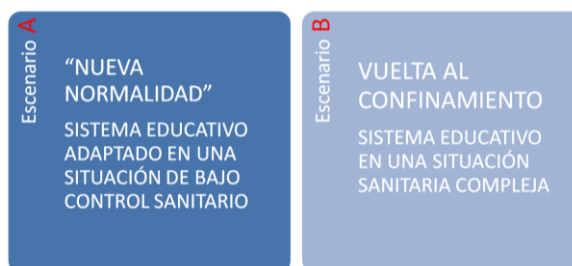 Escenario A
"NUEVA
NORMALIDAD"
SISTEMA EDUCATIVO
ADAPTADO EN UNA
SITUACIÓN DE BAJO
CONTROL SANITARIO
Escenario B
VUELTA AL
CONFINAMIENTO
SISTEMA EDUCATIVO
EN UNA SITUACIÓN
SANITARIA COMPLEJA